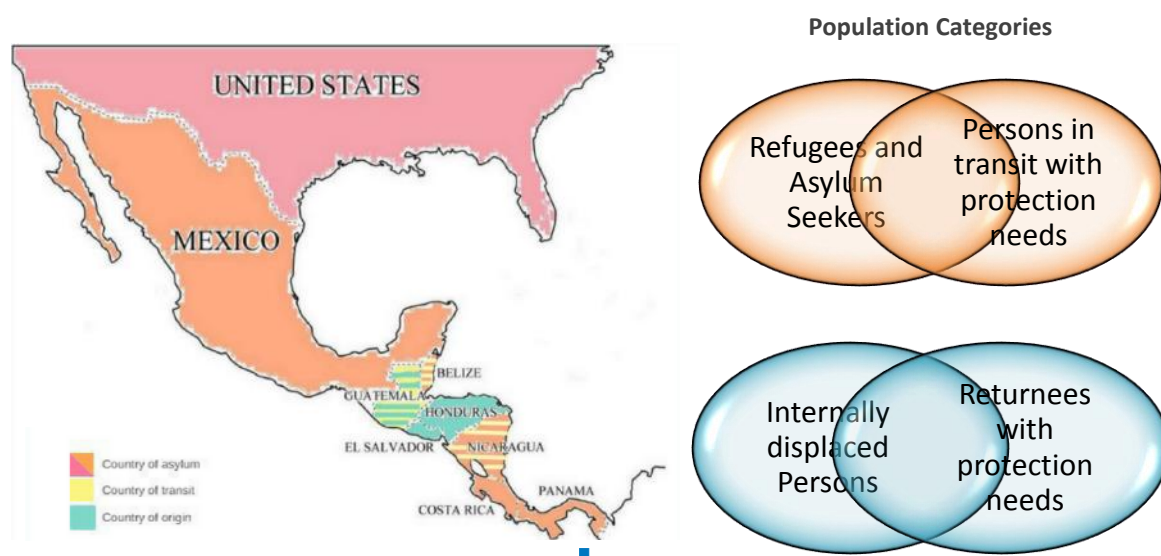 Population Categories
UNITED STATES
MEXICO
BELIZE
GUATEMALA
HONDURAS
EL SALVADOR
NICARAGUA
PANAMA
COSTA RICA
Country of asylum
Country of transit
Country of origin
Refugees and
Asylum
Seekers
Persons in
transit with
protection
needs
Internally
displaced
Persons
Returnees
with
protection
needs